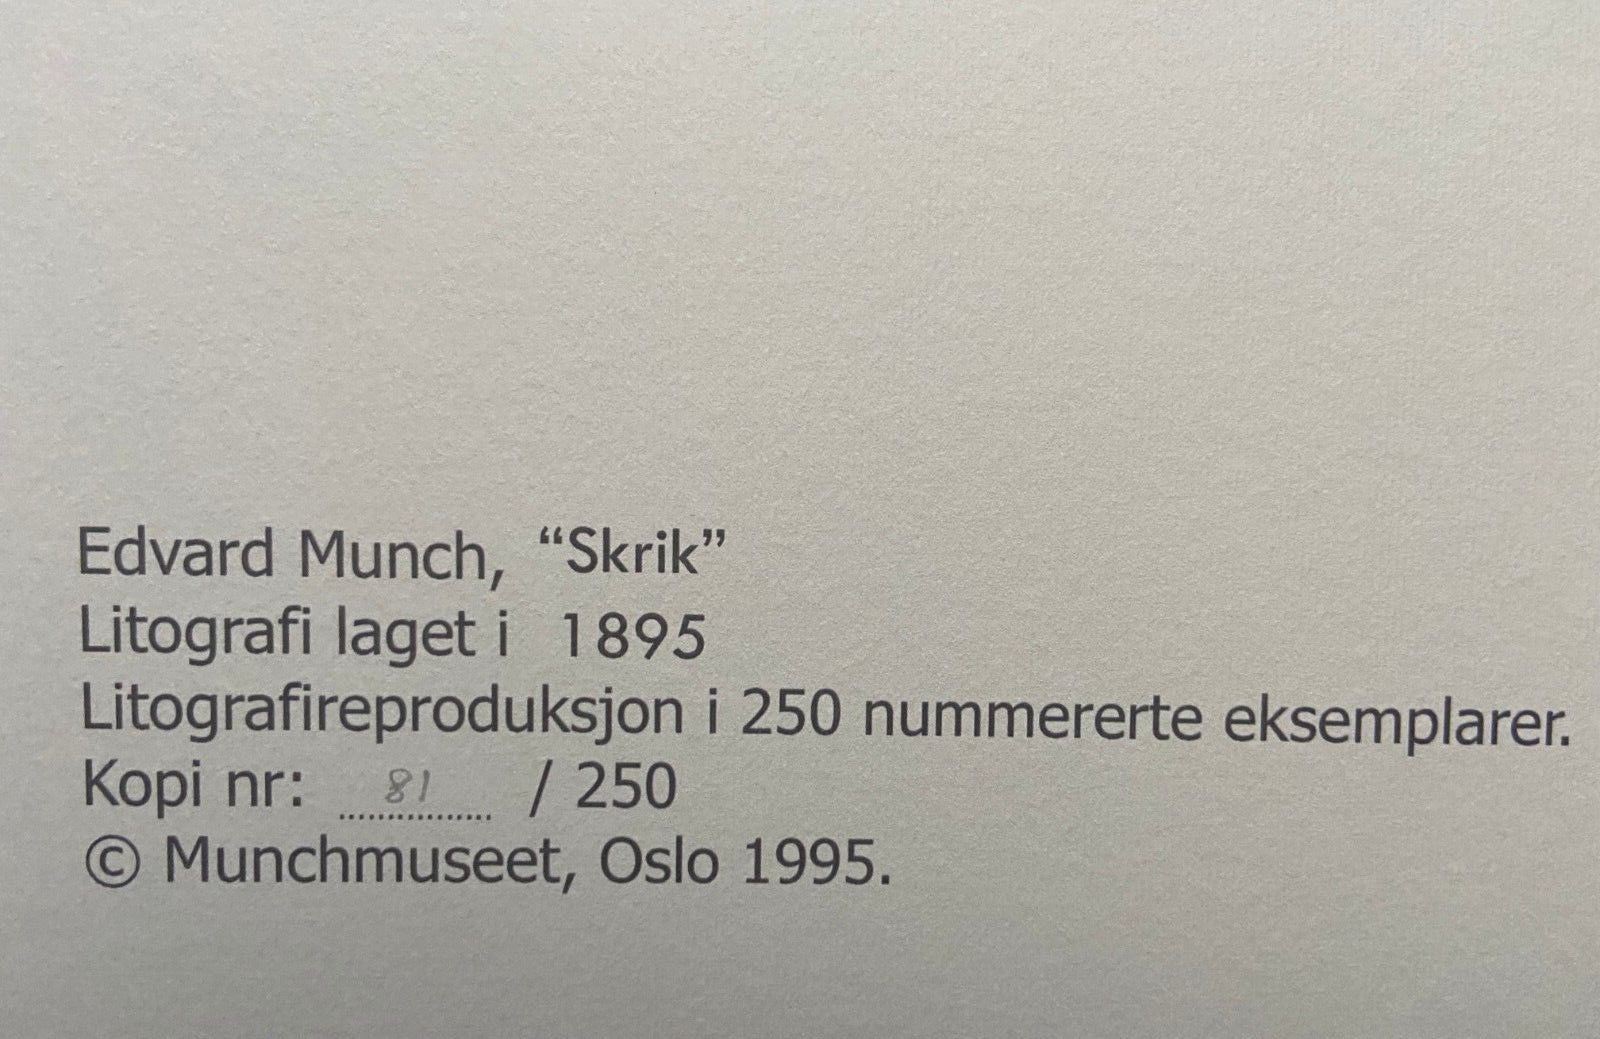 Edvard Munch, “Skrik”
Litografi laget i 1895
Litografireproduksjon i 250 nummererte eksemplarer.
Kopi nr: 81 / 250
© Munchmuseet, Oslo 1995.